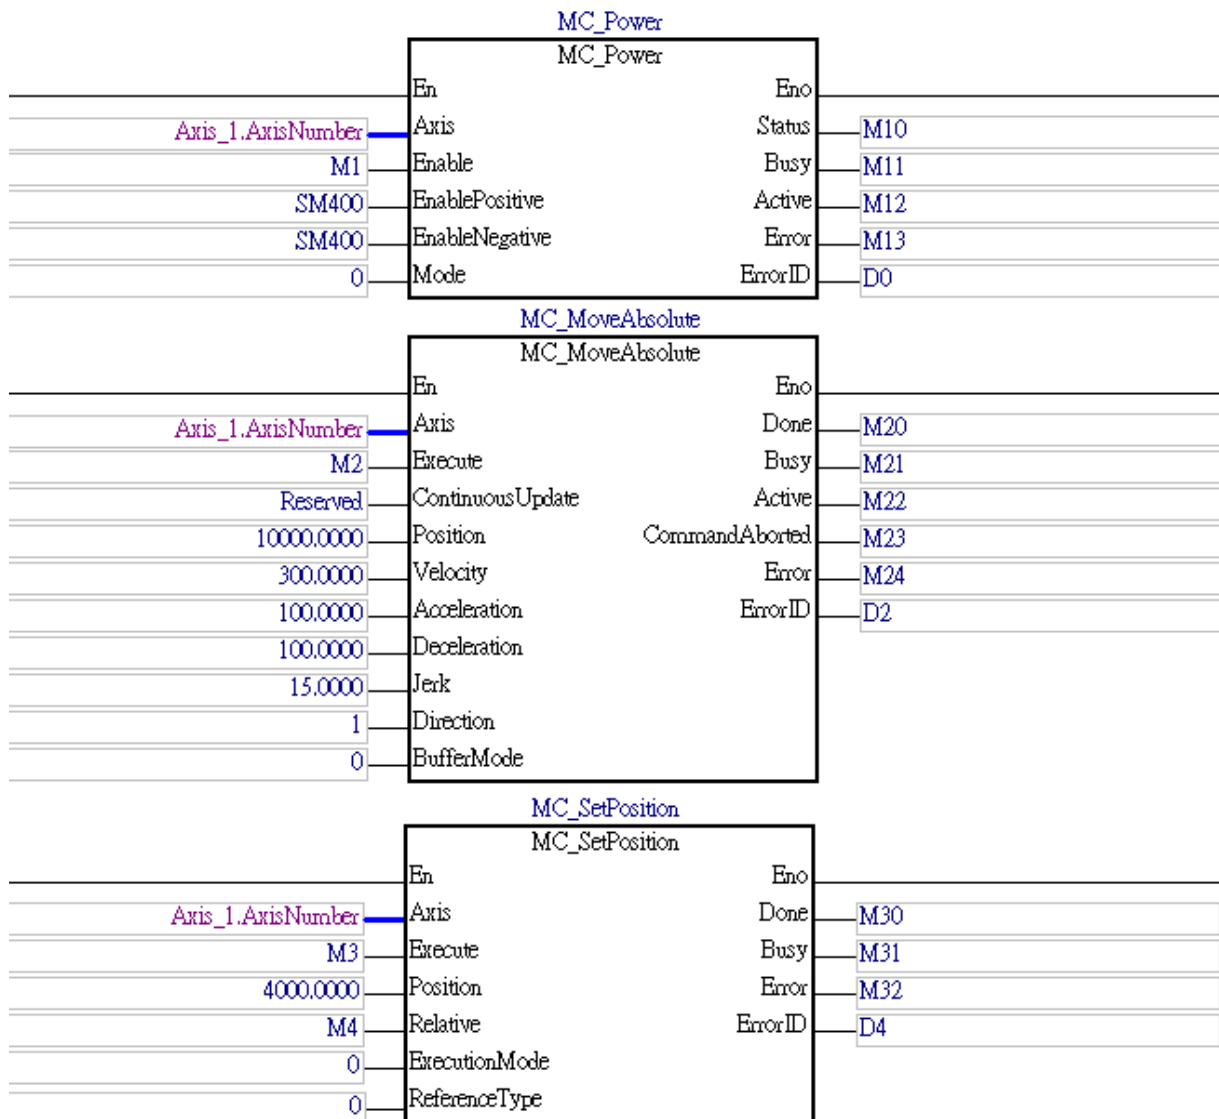 MC_Power
MC_Power
En Eno
Axis_1.AxisNumber Axis Status M10
M1 Enable Busy M11
SM400 EnablePositive Active M12
SM400 EnableNegative Error M13
0 Mode ErrorID D0
MC_MoveAbsolute
MC_MoveAbsolute
En Eno
Axis_1.AxisNumber Axis Done M20
M2 Execute Busy M21
Reserved ContinuousUpdate Active M22
10000.0000 Position CommandAborted M23
300.0000 Velocity Error M24
100.0000 Acceleration ErrorID D2
100.0000 Deceleration
15.0000 Jerk
1 Direction
0 BufferMode
MC_SetPosition
MC_SetPosition
En Eno
Axis_1.AxisNumber Axis Done M30
M3 Execute Busy M31
4000.0000 Position Error M32
M4 Relative ErrorID D4
0 ExecutionMode
0 ReferenceType